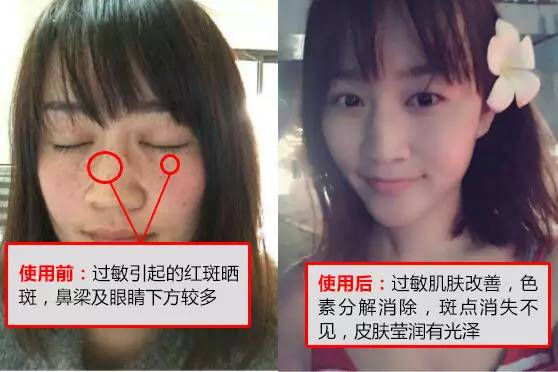 使用前：过敏引起的红斑晒
斑，鼻梁及眼睛下方较多
使用后：过敏肌肤改善，色
素分解消除，斑点消失不
见，皮肤莹润有光泽